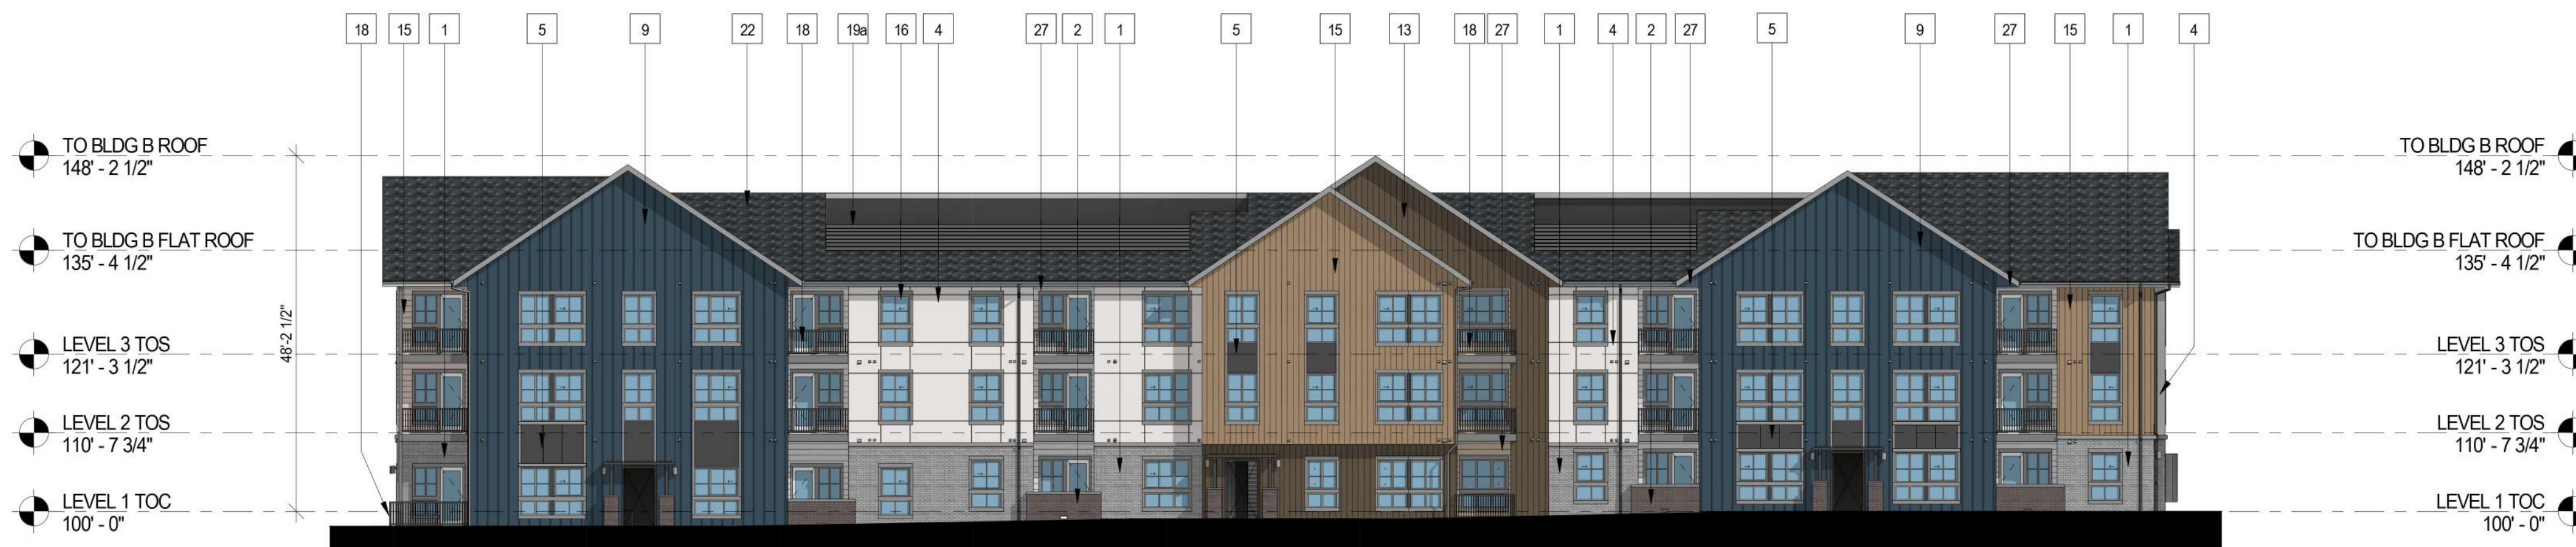 18 15 1 5 9 22 18 19a 16 4 27 2 1 5 15 13 18 27 1 4 2 27 5 9 27 15 1 4
TO BLDG B ROOF
148' - 2 1/2"
TO BLDG B FLAT ROOF
135' - 4 1/2"
LEVEL 3 TOS
121' - 3 1/2"
LEVEL 2 TOS
110' - 7 3/4"
LEVEL 1 TOC
100' - 0"
48'-2 1/2"
TO BLDG B ROOF
148' - 2 1/2"
TO BLDG B FLAT ROOF
135' - 4 1/2"
LEVEL 3 TOS
121' - 3 1/2"
LEVEL 2 TOS
110' - 7 3/4"
LEVEL 1 TOC
100' - 0"